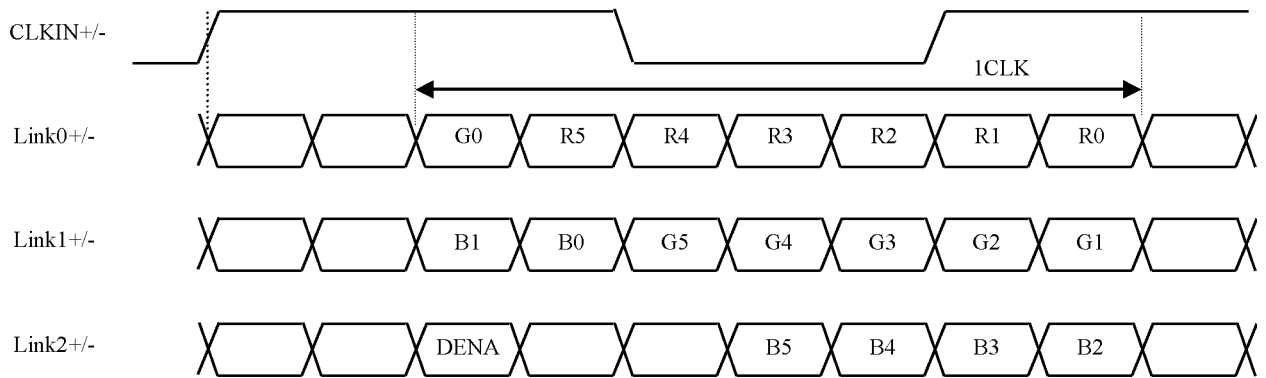 CLKIN+/-
1CLK
Link0+/- G0 R5 R4 R3 R2 R1 R0
Link1+/- B1 B0 G5 G4 G3 G2 G1
Link2+/- DENA B5 B4 B3 B2